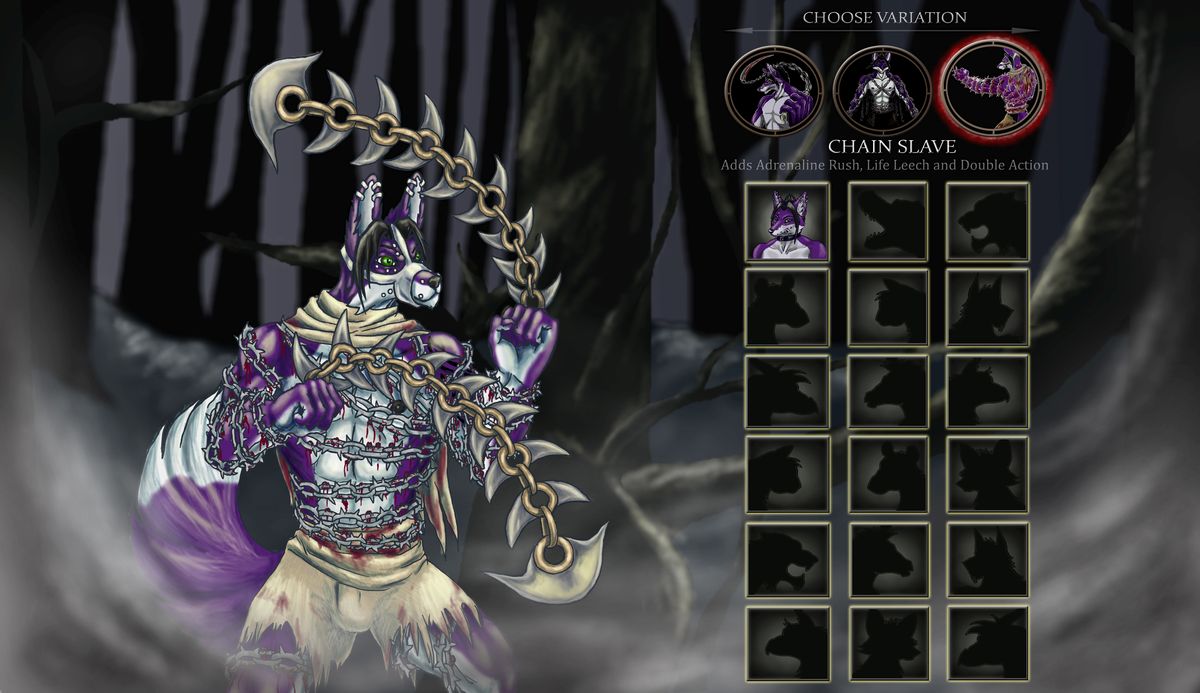 CHOOSE VARIATION
CHAIN SLAVE
Adds Adrenaline Rush, Life Leech and Double Action